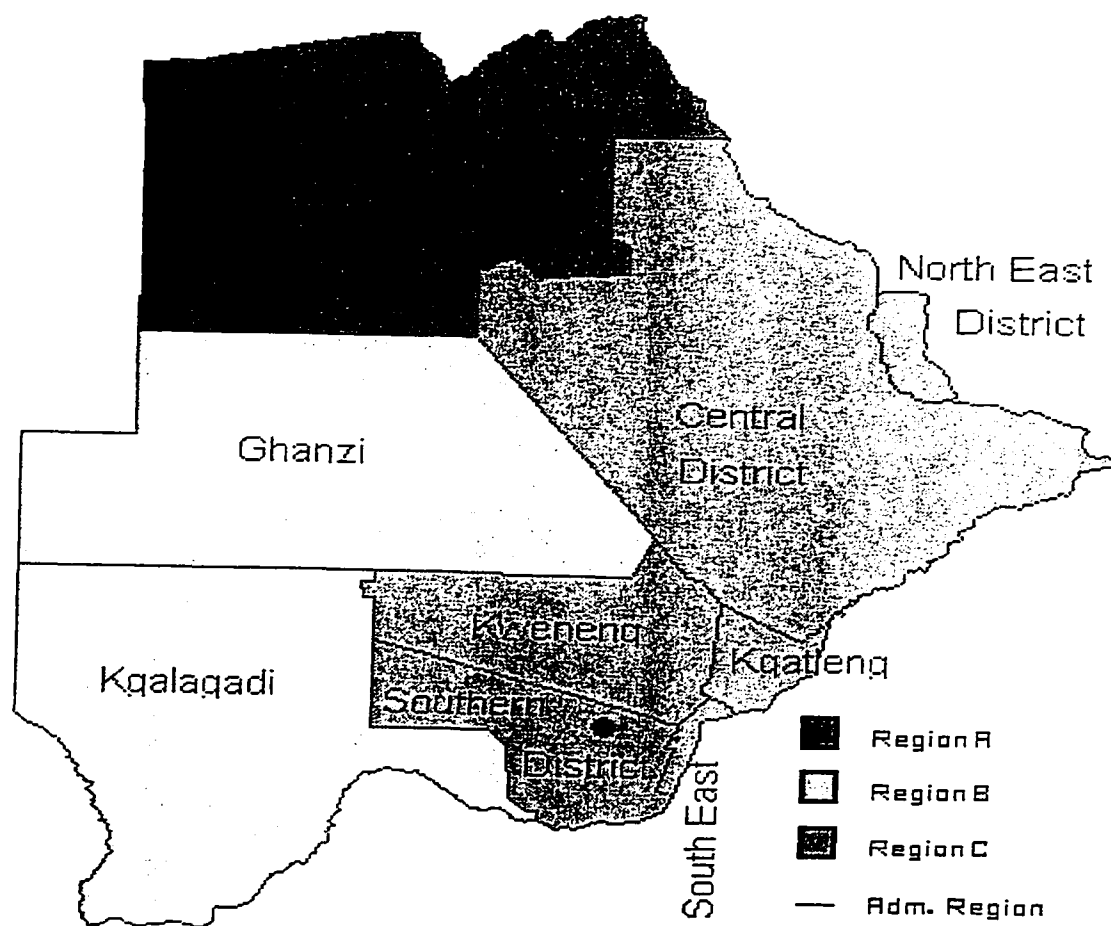 North East
District
Central
District
Ghanzi
Kweneng
Kgatleng
Kgalagadi
Southern
District
South East
Region A
Region B
Region C
Adm. Region